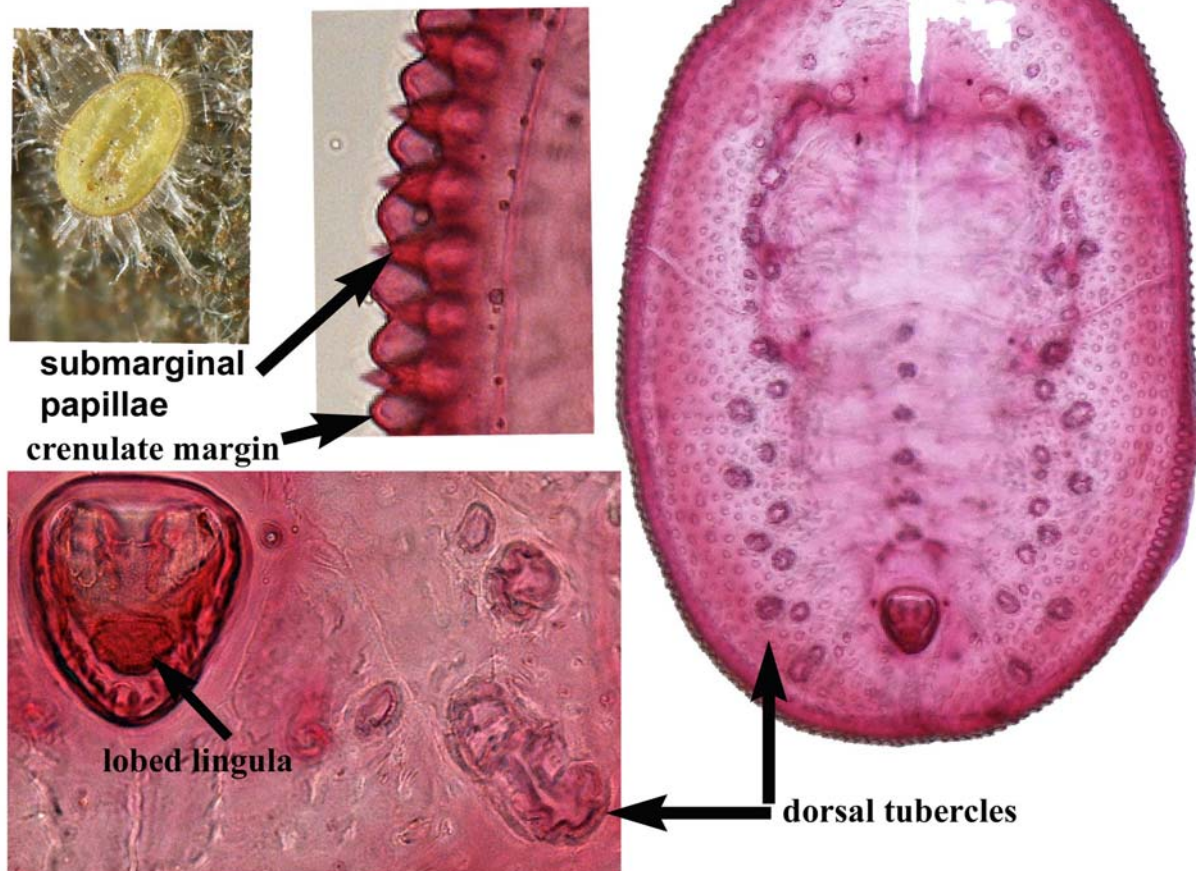 submarginal
papillae
crenulate margin
lobed lingula
dorsal tubercles